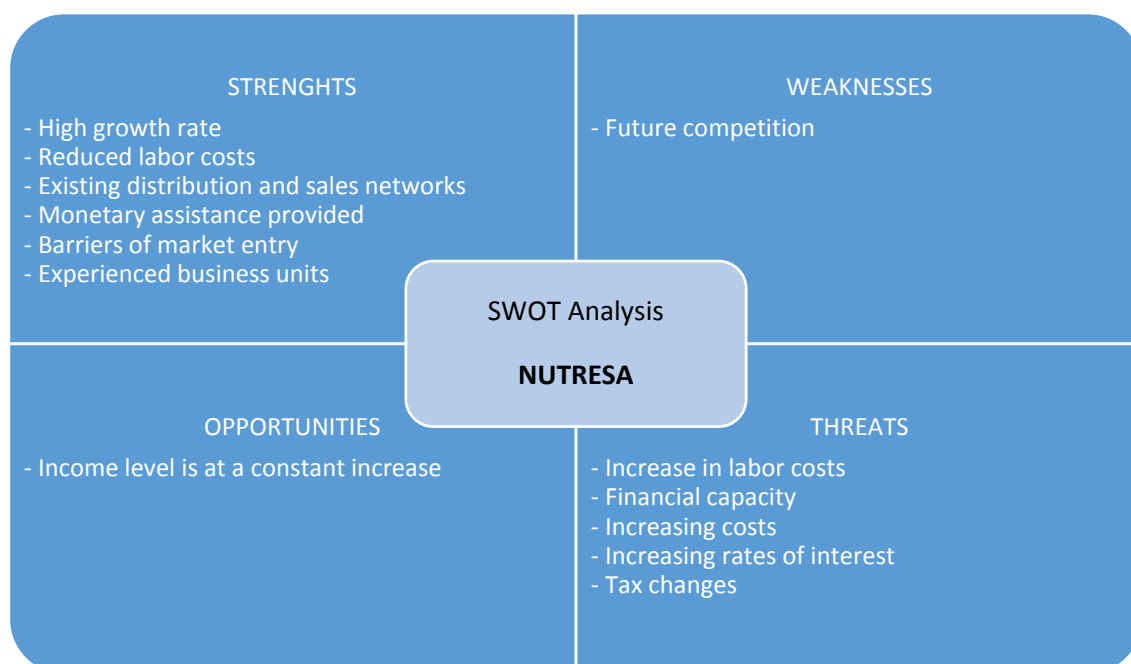 STRENGHTS
- High growth rate
- Reduced labor costs
- Existing distribution and sales networks
- Monetary assistance provided
- Barriers of market entry
- Experienced business units
WEAKNESSES
- Future competition
SWOT Analysis
NUTRESA
OPPORTUNITIES
- Income level is at a constant increase
THREATS
- Increase in labor costs
- Financial capacity
- Increasing costs
- Increasing rates of interest
- Tax changes